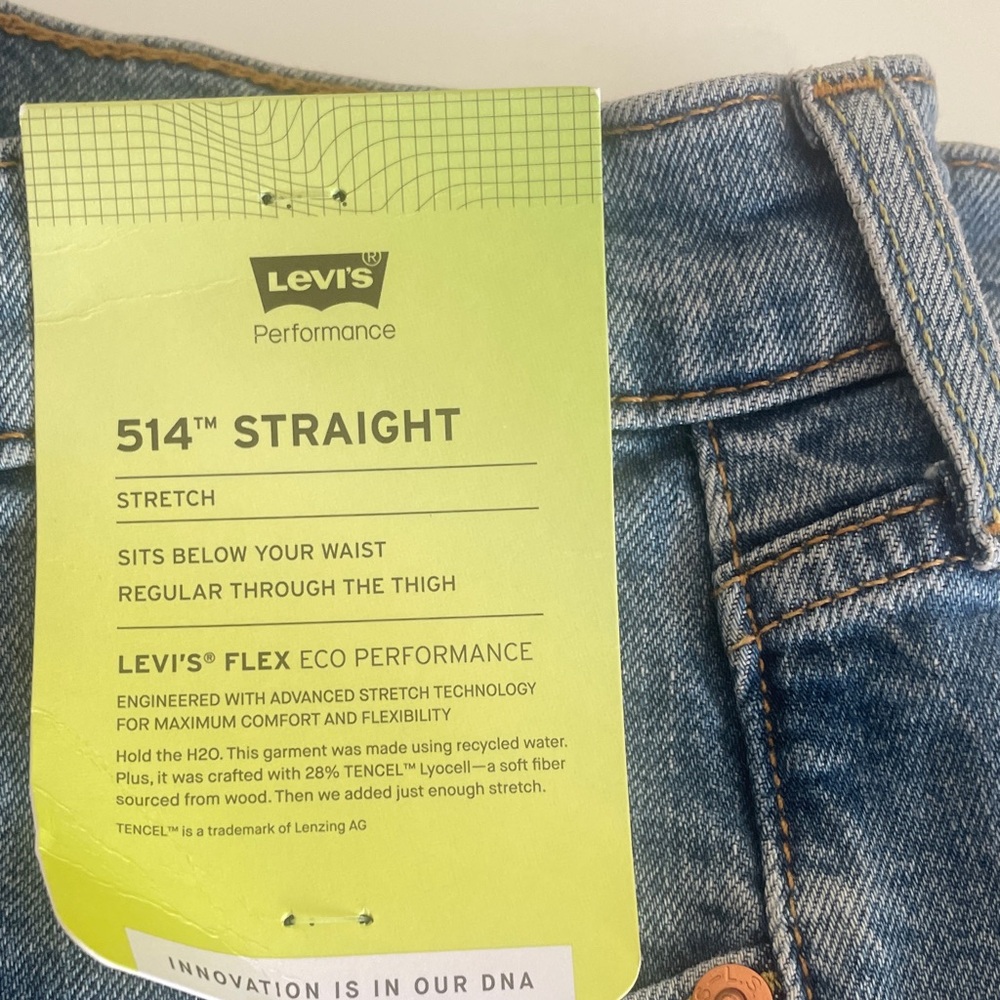 LEVI'S®
Performance
514™ STRAIGHT
STRETCH
SITS BELOW YOUR WAIST
REGULAR THROUGH THE THIGH
LEVI'S® FLEX ECO PERFORMANCE
ENGINEERED WITH ADVANCED STRETCH TECHNOLOGY
FOR MAXIMUM COMFORT AND FLEXIBILITY
Hold the H2O. This garment was made using recycled water.
Plus, it was crafted with 28% TENCEL™ Lyocell—a soft fiber
sourced from wood. Then we added just enough stretch.
TENCEL™ is a trademark of Lenzing AG
INNOVATION IS IN OUR DNA